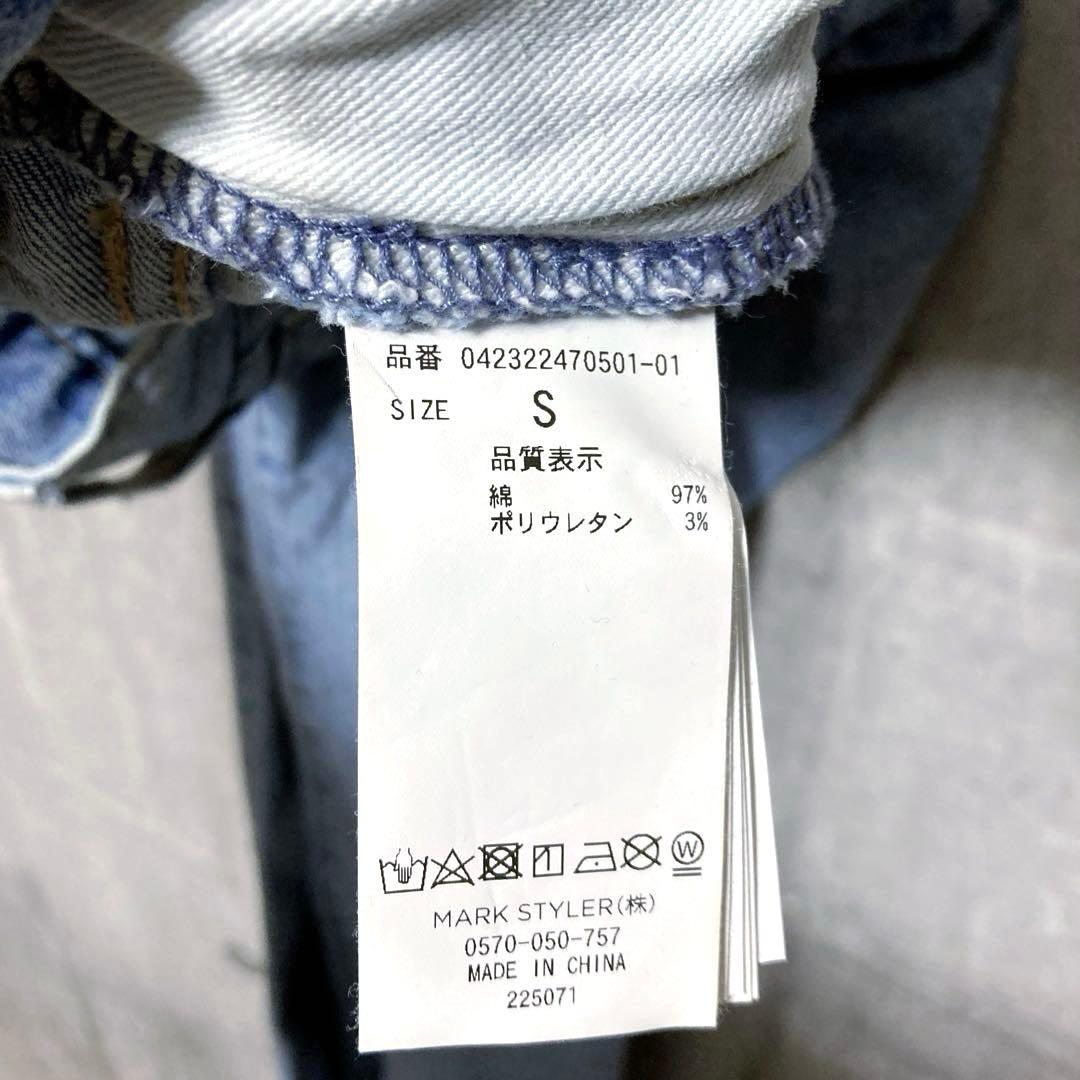 品番 042322470501-01
SIZE S
品質表示
綿 97%
ポリウレタン 3%
W
MARK STYLER(株)
0570-050-757
MADE IN CHINA
225071